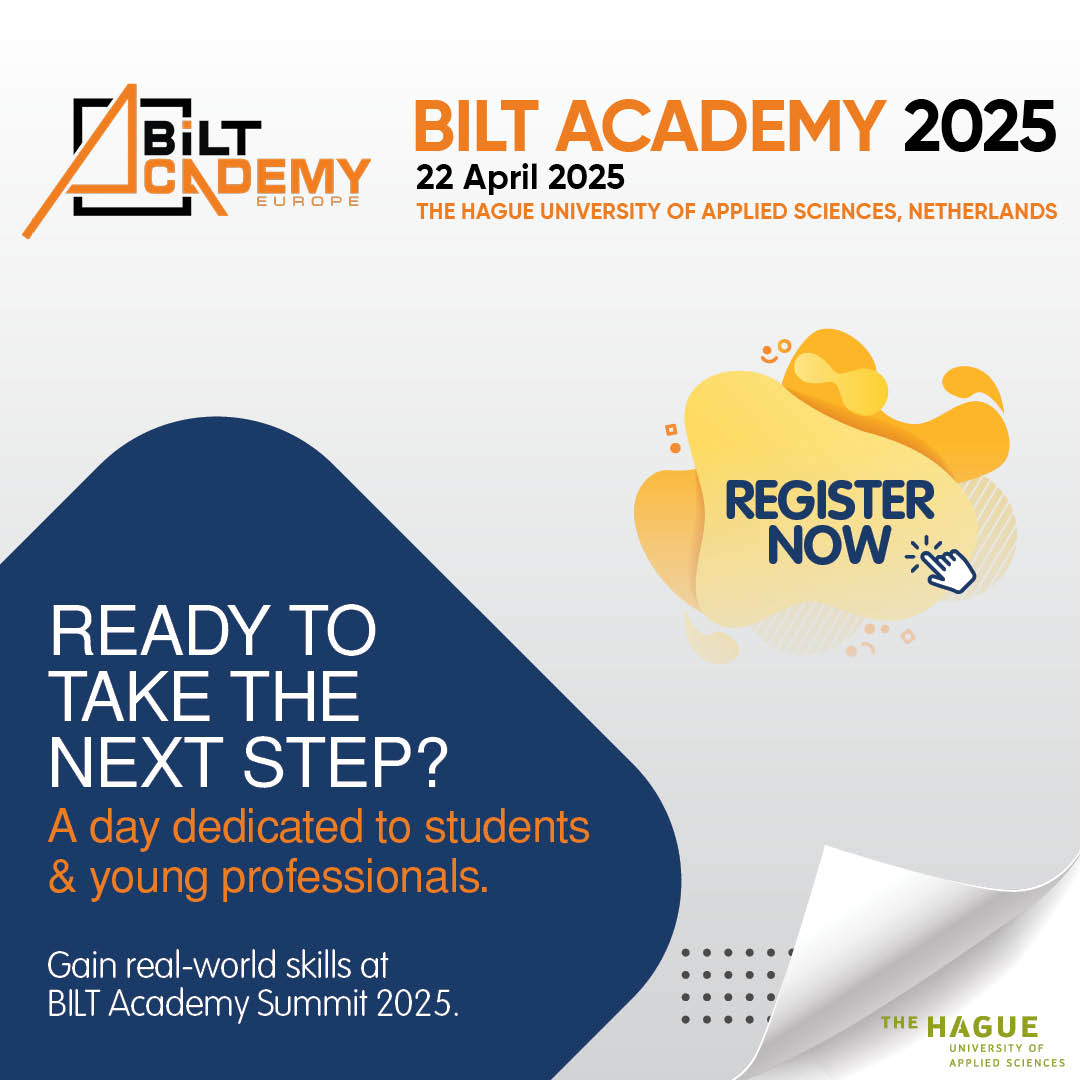 BiLT
ACADEMY
EUROPE
BILT ACADEMY 2025
22 April 2025
THE HAGUE UNIVERSITY OF APPLIED SCIENCES, NETHERLANDS
REGISTER
NOW
READY TO
TAKE THE
NEXT STEP?
A day dedicated to students
& young professionals.
Gain real-world skills at
BILT Academy Summit 2025.
THE HAGUE
UNIVERSITY OF
APPLIED SCIENCES